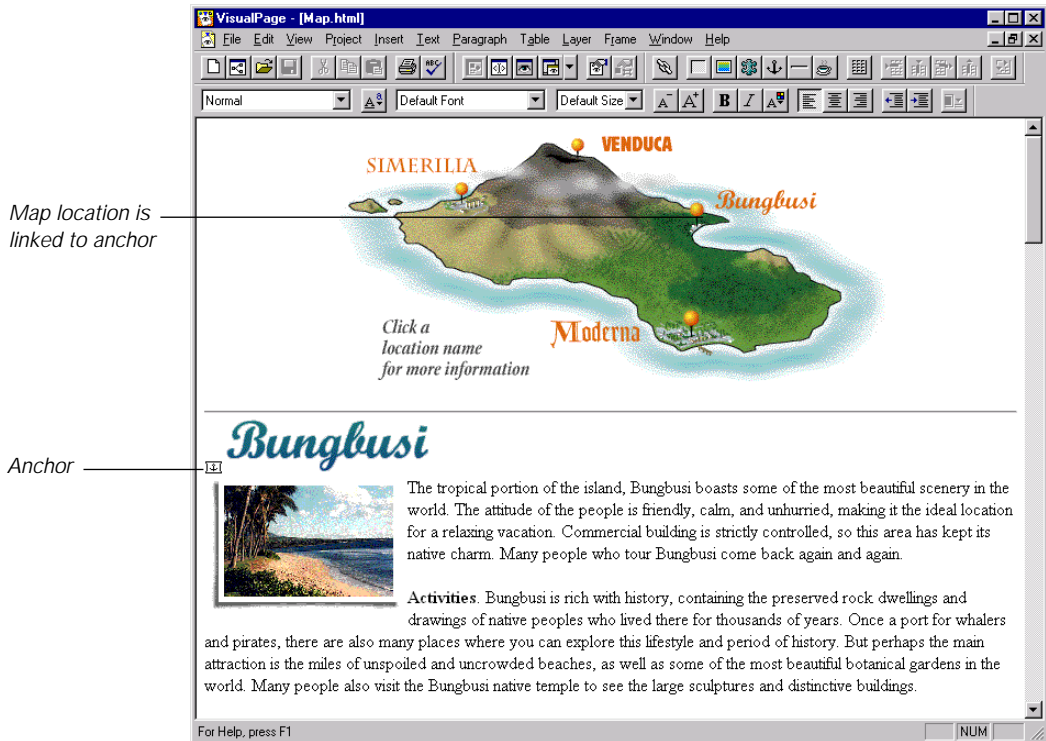 VisualPage - [Map.html]
File Edit View Project Insert Text Paragraph Table Layer Frame Window Help
ABC
Normal
Default Font
Default Size
B I A
VENDUCA
SIMERILIA
Bungbusi
Map location is
linked to anchor
Moderna
Click a
location name
for more information
Bungbusi
Anchor
The tropical portion of the island, Bungbusi boasts some of the most beautiful scenery in the
world. The attitude of the people is friendly, calm, and unhurried, making it the ideal location
for a relaxing vacation. Commercial building is strictly controlled, so this area has kept its
native charm. Many people who tour Bungbusi come back again and again.
Activities. Bungbusi is rich with history, containing the preserved rock dwellings and
drawings of native peoples who lived there for thousands of years. Once a port for whalers
and pirates, there are also many places where you can explore this lifestyle and period of history. But perhaps the main
attraction is the miles of unspoiled and uncrowded beaches, as well as some of the most beautiful botanical gardens in the
world. Many people also visit the Bungbusi native temple to see the large sculptures and distinctive buildings.
For Help, press F1
NUM